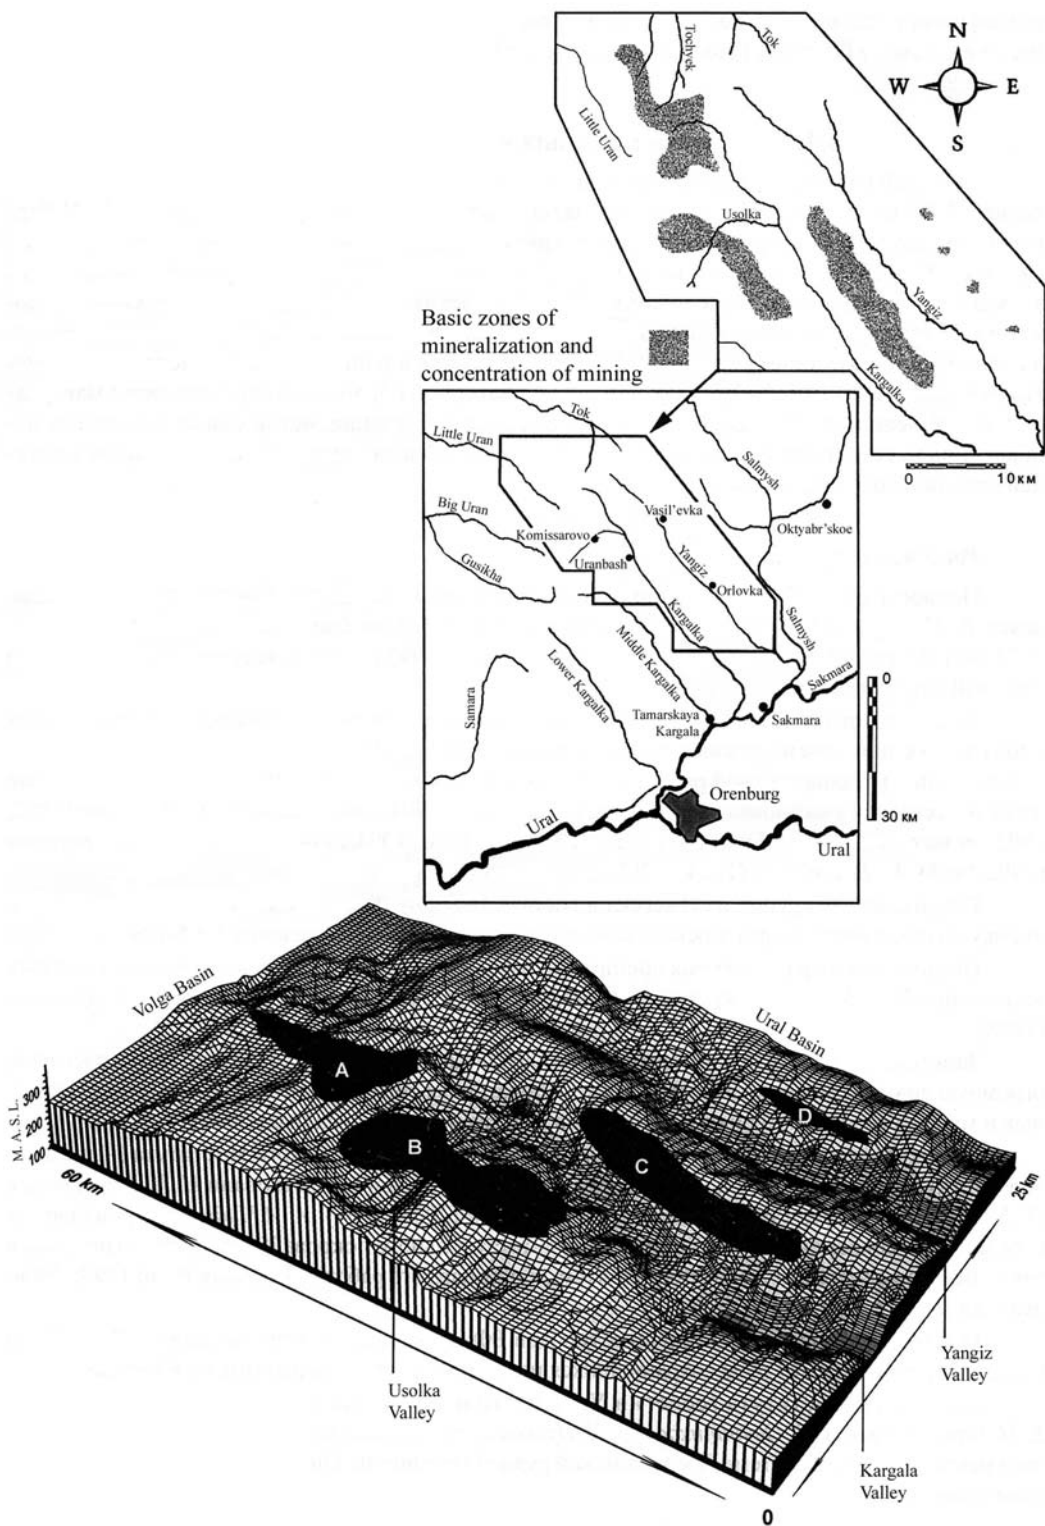 Tok
Tochyek
N
W
E
S
Little Uran
Usolka
Yangiz
Kargalka
Basic zones of
mineralization and
concentration of mining
0
10 KM
Tok
Little Uran
Salmysh
Big Uran
Vasil'evka
Oktyabr'skoe
Komissarovo
Gusikha
Uranbash
Yangiz
Orlovka
Kargalka
Salmysh
Middle Kargalka
Lower Kargalka
Samara
Sakmara
Tamarskaya
Kargala
Sakmara
0
30 KM
Orenburg
Ural
Ural
Volga Basin
Ural Basin
A
B
C
D
M. A. S. L.
300
200
100
60 km
25 km
Usolka
Valley
Yangiz
Valley
Kargala
Valley
0